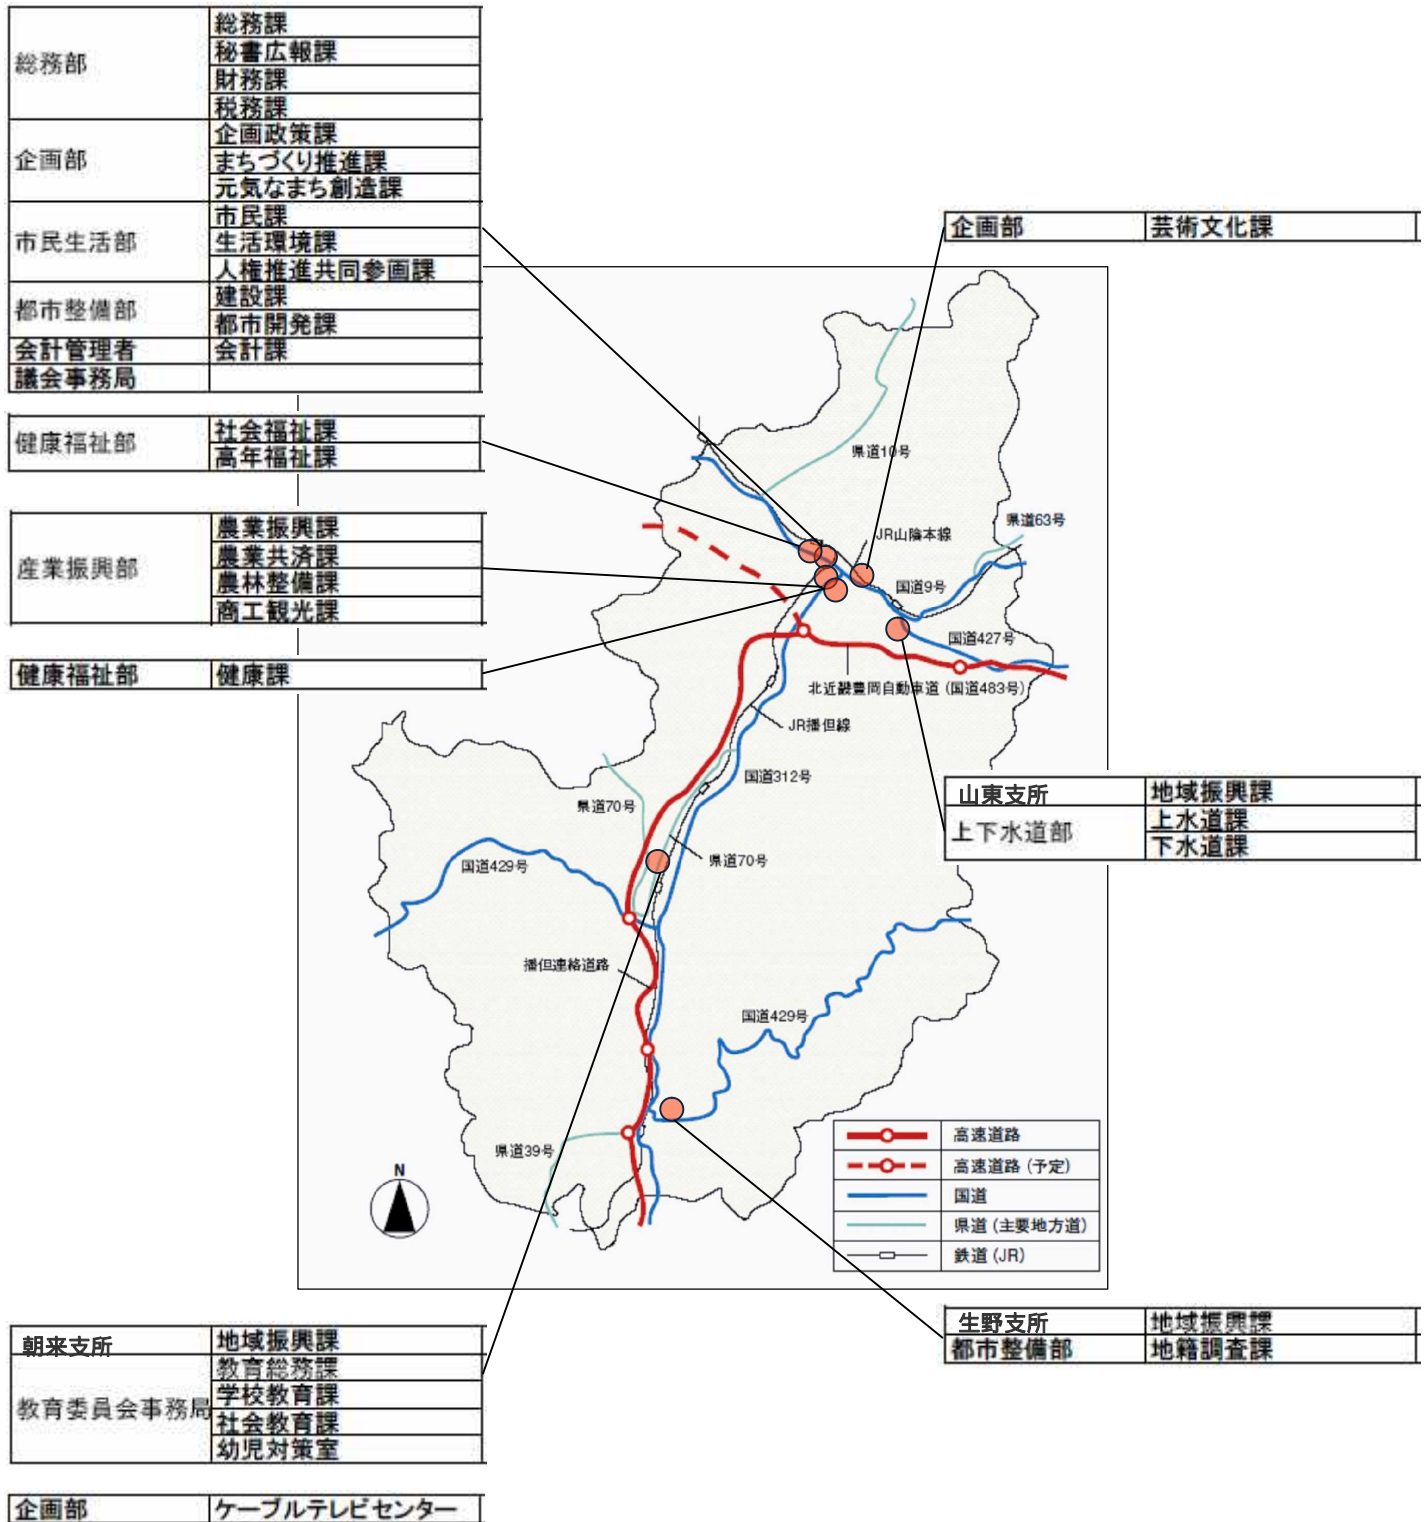 総務部
総務課
秘書広報課
財務課
税務課
企画部
企画政策課
まちづくり推進課
元気なまち創造課
市民生活部
市民課
生活環境課
人権推進共同参画課
都市整備部
建設課
都市開発課
会計管理者 会計課
議会事務局
健康福祉部
社会福祉課
高年福祉課
産業振興部
農業振興課
農業共済課
農林整備課
商工観光課
健康福祉部 健康課
企画部 芸術文化課
県道10号
県道63号
JR山陰本線
国道9号
国道427号
北近畿豊岡自動車道 (国道483号)
JR播但線
国道312号
県道70号
県道70号
国道429号
播但連絡道路
国道429号
県道39号
N
高速道路
高速道路 (予定)
国道
県道 (主要地方道)
鉄道 (JR)
山東支所 地域振興課
上下水道部
上水道課
下水道課
生野支所 地域振興課
都市整備部 地籍調査課
朝来支所 地域振興課
教育委員会事務局
教育総務課
学校教育課
社会教育課
幼児対策室
企画部 ケーブルテレビセンター